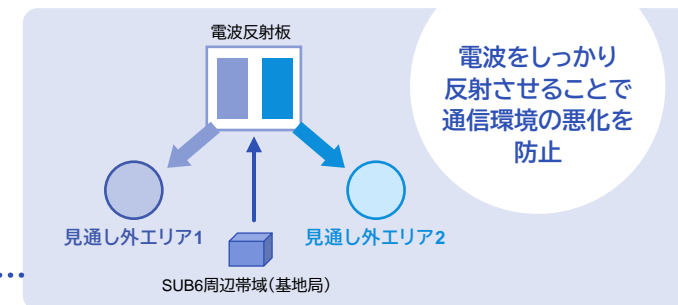 電波反射板
電波をしっかり
反射させることで
通信環境の悪化を
防止
見通し外エリア1
見通し外エリア2
SUB6周辺帯域(基地局)